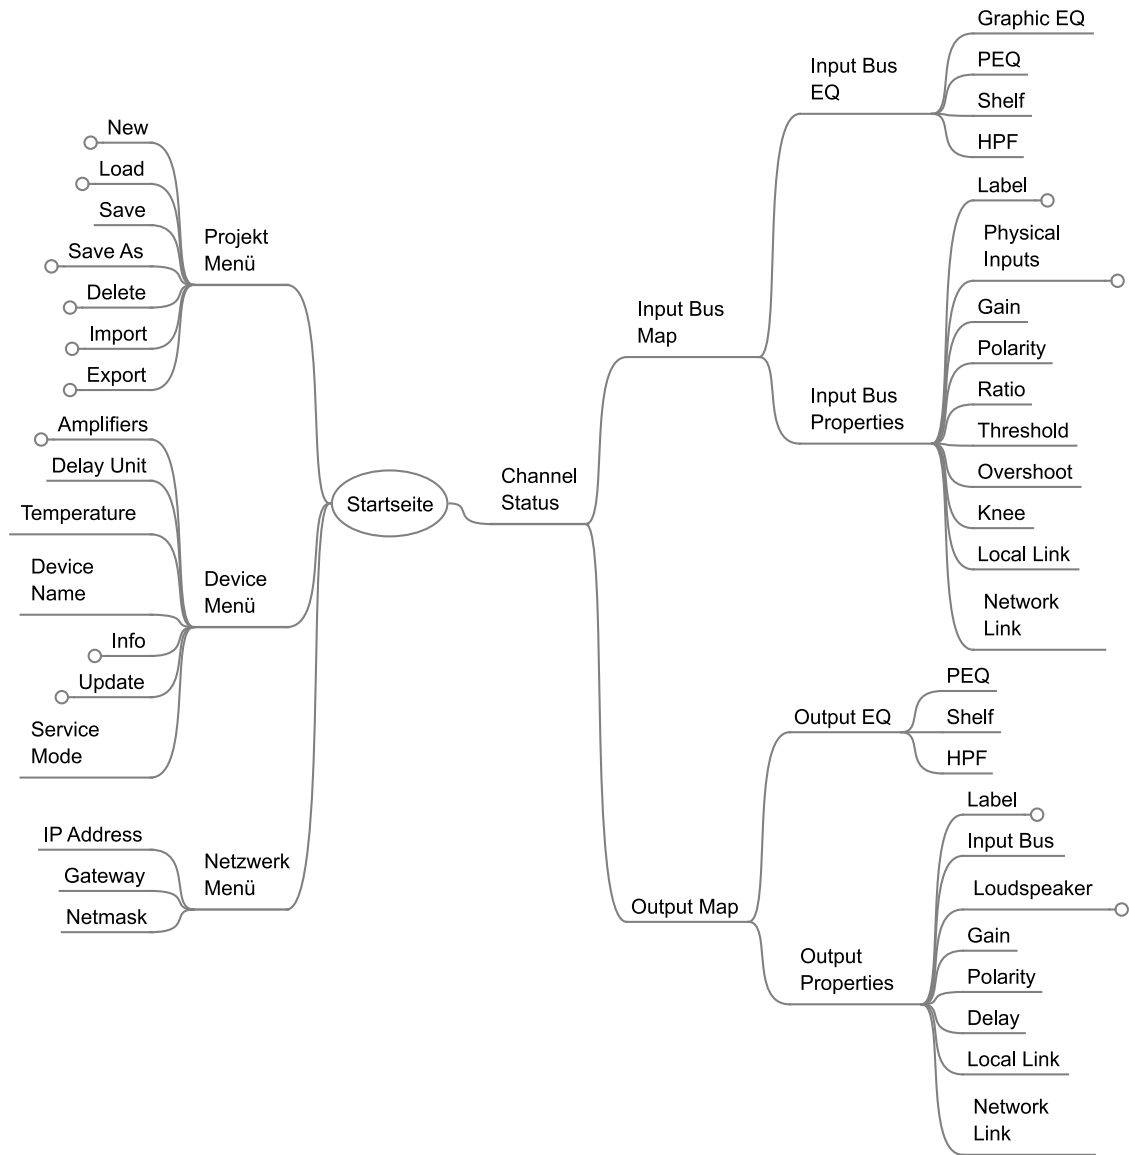 New
Load
Save
Save As
Delete
Import
Export
Projekt
Menü
Amplifiers
Delay Unit
Temperature
Device
Name
Info
Update
Service
Mode
Device
Menü
IP Address
Gateway
Netmask
Netzwerk
Menü
Startseite
Channel
Status
Input Bus
Map
Input Bus
EQ
Graphic EQ
PEQ
Shelf
HPF
Input Bus
Properties
Label
Physical
Inputs
Gain
Polarity
Ratio
Threshold
Overshoot
Knee
Local Link
Network
Link
Output Map
Output EQ
PEQ
Shelf
HPF
Output
Properties
Label
Input Bus
Loudspeaker
Gain
Polarity
Delay
Local Link
Network
Link